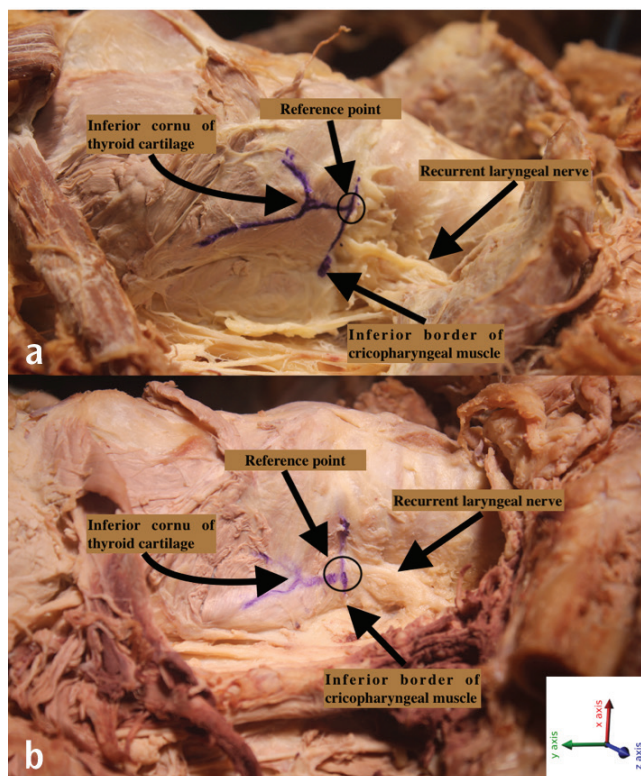 Reference point
Inferior cornu of
thyroid cartilage
Recurrent laryngeal nerve
Inferior border of
cricopharyngeal muscle
a
Reference point
Recurrent laryngeal nerve
Inferior cornu of
thyroid cartilage
Inferior border of
cricopharyngeal muscle
b
x axis
y axis
z axis